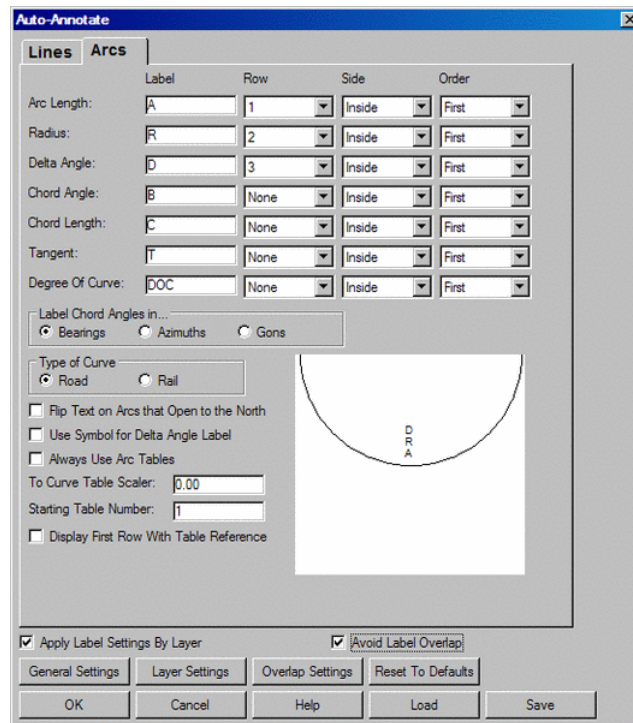 Auto-Annotate
Lines Arcs
Label Row Side Order
Arc Length: A 1 Inside First
Radius: R 2 Inside First
Delta Angle: D 3 Inside First
Chord Angle: B None Inside First
Chord Length: C None Inside First
Tangent: T None Inside First
Degree Of Curve: DOC None Inside First
Label Chord Angles in...
Bearings Azimuths Gons
Type of Curve
Road Rail
Flip Text on Arcs that Open to the North
Use Symbol for Delta Angle Label
Always Use Arc Tables
To Curve Table Scaler: 0.00
Starting Table Number: 1
Display First Row With Table Reference
D
R
A
Apply Label Settings By Layer Avoid Label Overlap
General Settings Layer Settings Overlap Settings Reset To Defaults
OK Cancel Help Load Save